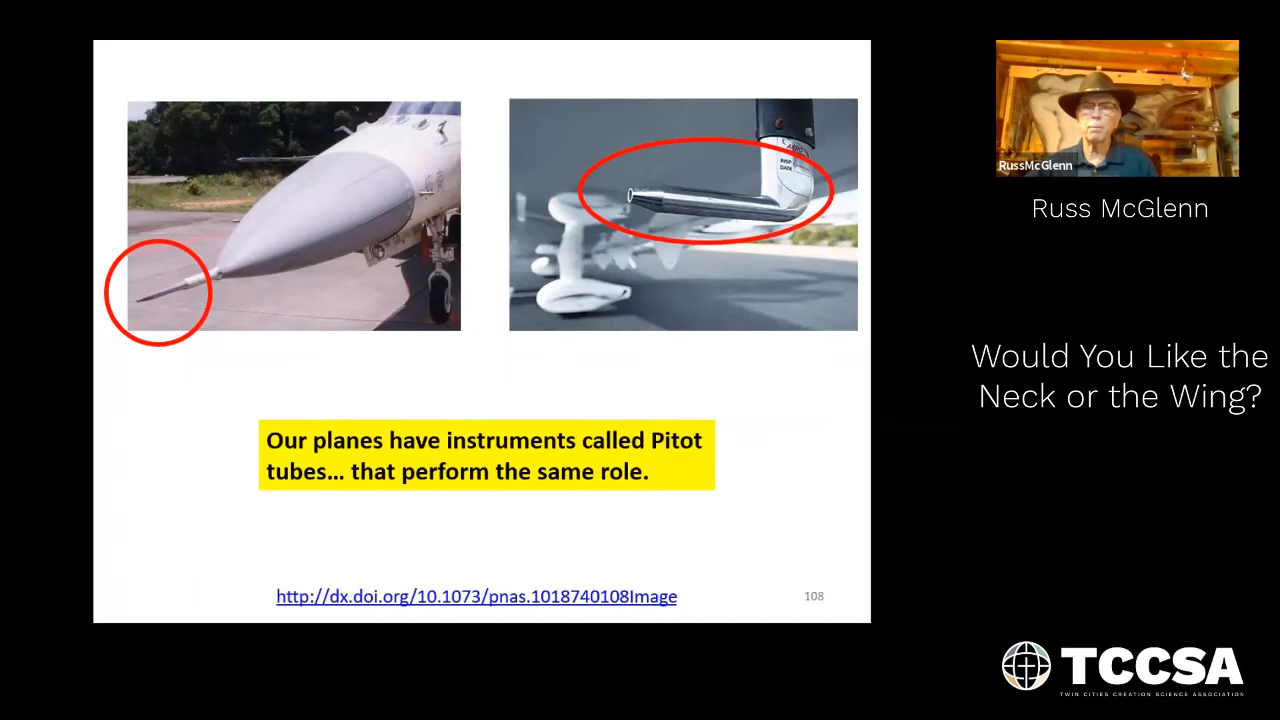 AERO
Our planes have instruments called Pitot
tubes… that perform the same role.
http://dx.doi.org/10.1073/pnas.1018740108Image
108
RussMcGlenn
Russ McGlenn
Would You Like the
Neck or the Wing?
TCCSA
TWIN CITIES CREATION SCIENCE ASSOCIATION